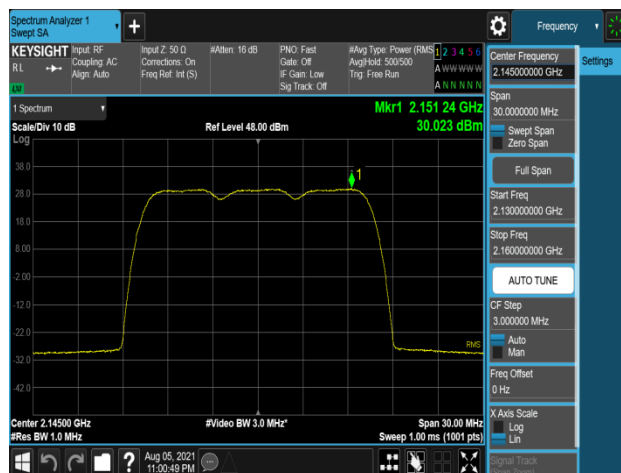 Spectrum Analyzer 1
Swept SA
+
Frequency
KEYSIGHT
Input: RF
Input Z: 50 Ω
#Atten: 16 dB
PNO: Fast
#Avg Type: Power (RMS
1 2 3 4 5 6
RL
Coupling: AC
Corrections: On
Gate: Off
Avg|Hold: 500/500
A W W W W W
Align: Auto
Freq Ref: Int (S)
IF Gain: Low
Trig: Free Run
Sig Track: Off
A N N N N N
LXI
1 Spectrum
Mkr1 2.151 24 GHz
Scale/Div 10 dB
Ref Level 48.00 dBm
30.023 dBm
Log
1
38.0
28.0
18.0
8.00
-2.00
-12.0
-22.0
-32.0
-42.0
RMS
Center 2.14500 GHz
#Video BW 3.0 MHz*
Span 30.00 MHz
#Res BW 1.0 MHz
Sweep 1.00 ms (1001 pts)
?
Aug 05, 2021
11:00:49 PM
Center Frequency
2.145000000 GHz
Settings
Span
30.0000000 MHz
Swept Span
Zero Span
Full Span
Start Freq
2.130000000 GHz
Stop Freq
2.160000000 GHz
AUTO TUNE
CF Step
3.000000 MHz
Auto
Man
Freq Offset
0 Hz
X Axis Scale
Log
Lin
Signal Track